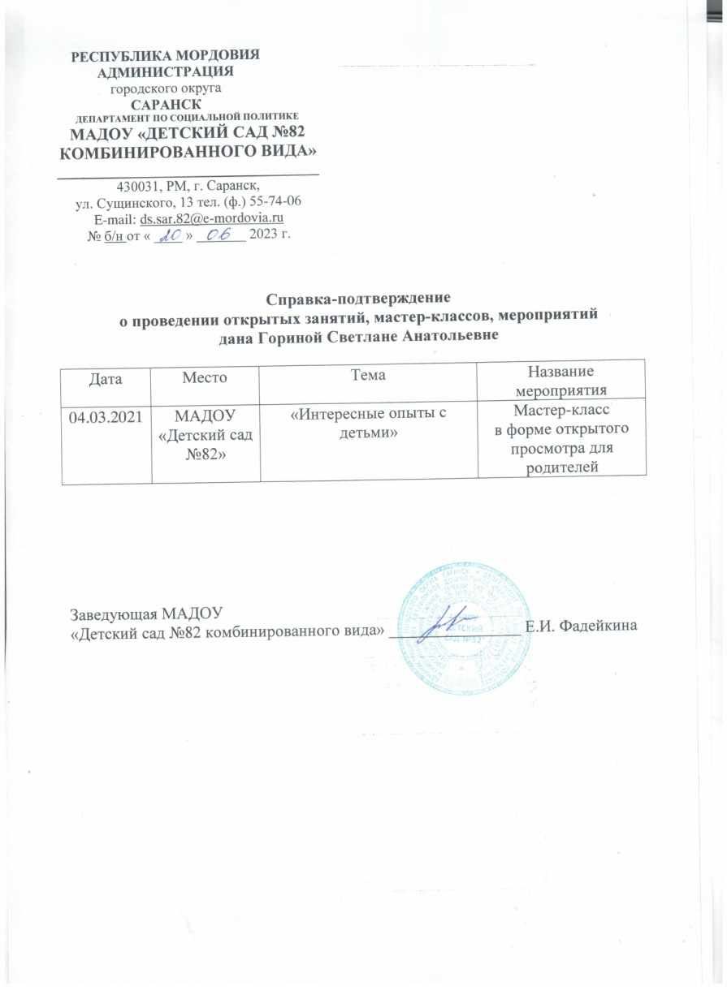 РЕСПУБЛИКА МОРДОВИЯ
АДМИНИСТРАЦИЯ
городского округа
САРАНСК
ДЕПАРТАМЕНТ ПО СОЦИАЛЬНОЙ ПОЛИТИКЕ
МАДОУ «ДЕТСКИЙ САД №82
КОМБИНИРОВАННОГО ВИДА»
430031, РМ, г. Саранск,
ул. Сущинского, 13 тел. (ф.) 55-74-06
E-mail: ds.sar.82@e-mordovia.ru
№ б/н от « 20 » 06 2023 г.
Справка-подтверждение
о проведении открытых занятий, мастер-классов, мероприятий
дана Гориной Светлане Анатольевне
Дата Место Тема Название
мероприятия
04.03.2021 МАДОУ «Интересные опыты с Мастер-класс
«Детский сад детьми» в форме открытого
№82» просмотра для
родителей
Заведующая МАДОУ
«Детский сад №82 комбинированного вида» Е.И. Фадейкина
ДЕТСКИЙ
САД №82"